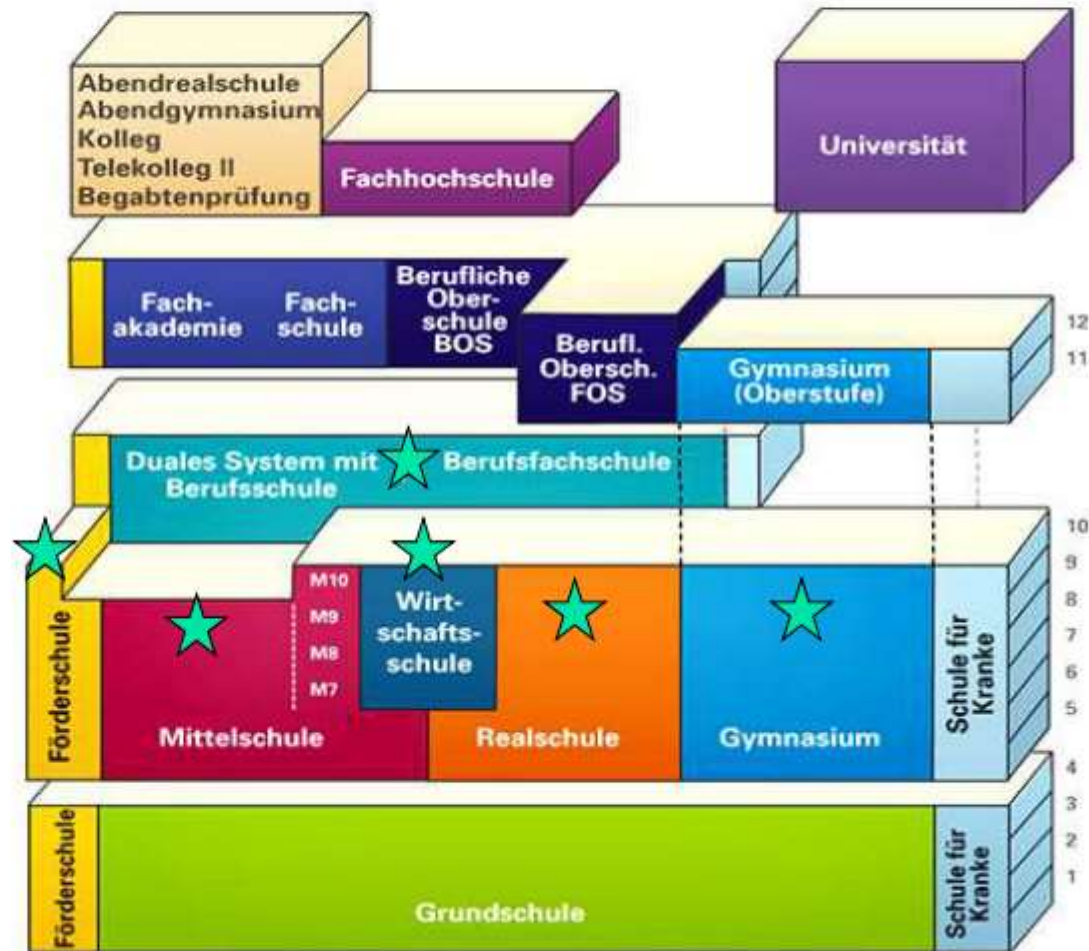 Abendrealschule
Abendgymnasium
Kolleg
Telekolleg II
Begabtenprüfung
Fachhochschule
Universität
Fach-
akademie
Fach-
schule
Berufliche
Ober-
schule
BOS
Berufl.
Obersch.
FOS
Gymnasium
(Oberstufe)
12
11
Duales System mit
Berufsschule
Berufsfachschule
10
9
8
7
6
5
Förderschule
Mittelschule
M10
M9
M8
M7
Wirt-
schafts-
schule
Realschule
Gymnasium
Schule für
Kranke
4
3
2
1
Förderschule
Grundschule
Schule für
Kranke